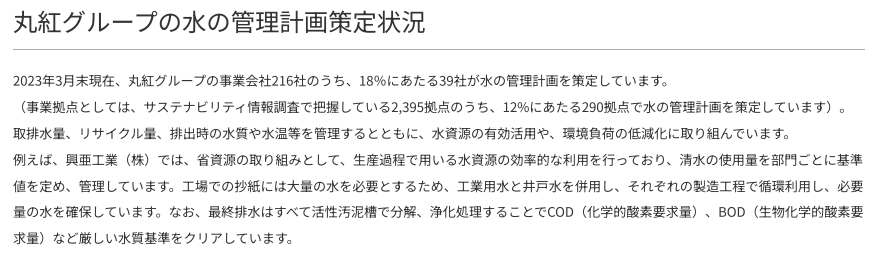 丸紅グループの水の管理計画策定状況
2023年3月末現在、丸紅グループの事業会社216社のうち、18%にあたる39社が水の管理計画を策定しています。
（事業拠点としては、サステナビリティ情報調査で把握している2,395拠点のうち、12%にあたる290拠点で水の管理計画を策定しています）。
取排水量、リサイクル量、排出時の水質や水温等を管理するとともに、水資源の有効活用や、環境負荷の低減化に取り組んでいます。
例えば、興亜工業（株）では、省資源の取り組みとして、生産過程で用いる水資源の効率的な利用を行っており、清水の使用量を部門ごとに基準
値を定め、管理しています。工場での抄紙には大量の水を必要とするため、工業用水と井戸水を併用し、それぞれの製造工程で循環利用し、必要
量の水を確保しています。なお、最終排水はすべて活性汚泥槽で分解、浄化処理することでCOD（化学的酸素要求量）、BOD（生物化学的酸素要
求量）など厳しい水質基準をクリアしています。